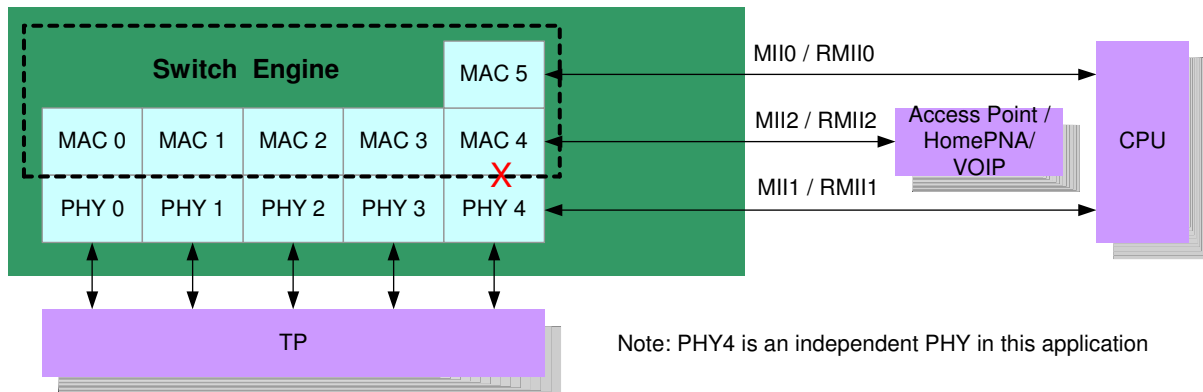 Switch Engine
MAC 5
MII0 / RMII0
MAC 0
MAC 1
MAC 2
MAC 3
MAC 4
MII2 / RMII2
Access Point /
HomePNA/
VOIP
CPU
X
PHY 0
PHY 1
PHY 2
PHY 3
PHY 4
MII1 / RMII1
TP
Note: PHY4 is an independent PHY in this application